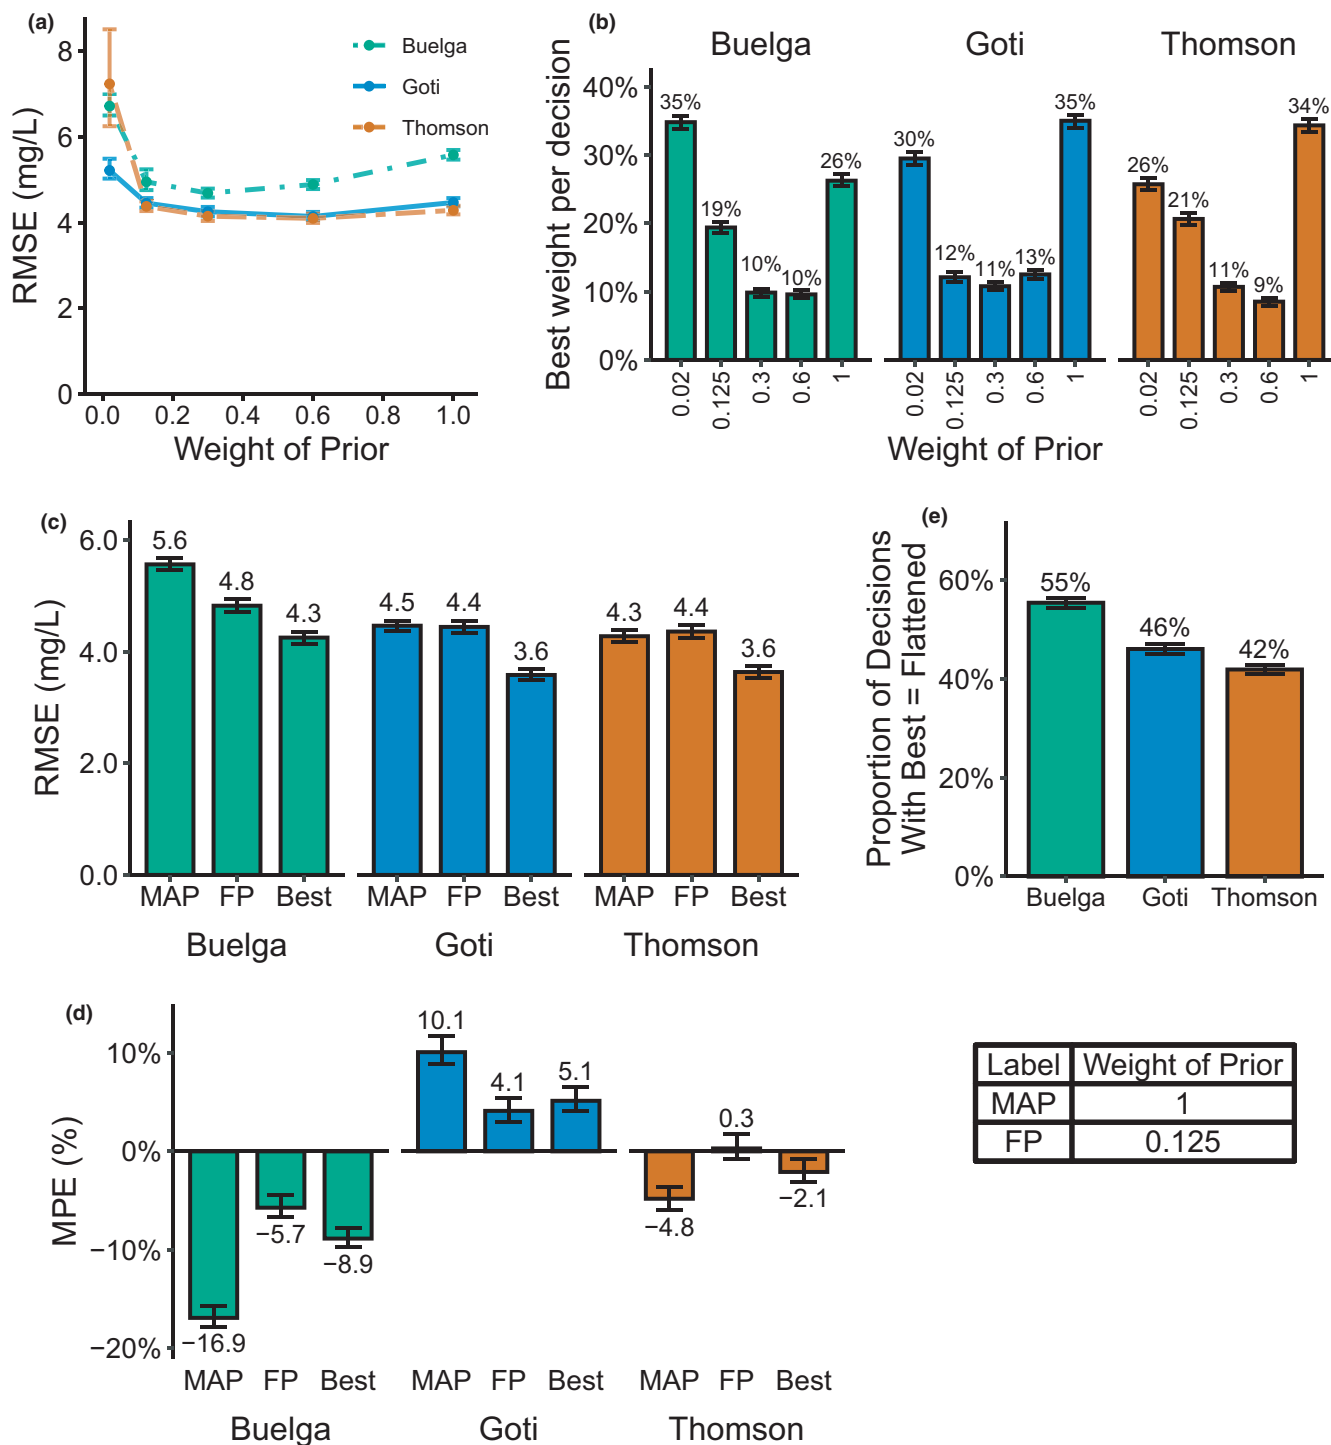 (a)
RMSE (mg/L)
8
6
4
2
0
0.0 0.2 0.4 0.6 0.8 1.0
Weight of Prior
Buelga
Goti
Thomson
(b)
Buelga Goti Thomson
Best weight per decision
40%
30%
20%
10%
0%
35% 19% 10% 10% 26%
30% 12% 11% 13% 35%
26% 21% 11% 9% 34%
0.02 0.125 0.3 0.6 1 0.02 0.125 0.3 0.6 1 0.02 0.125 0.3 0.6 1
Weight of Prior
(c)
RMSE (mg/L)
6.0
4.0
2.0
0.0
5.6 4.8 4.3 4.5 4.4 3.6 4.3 4.4 3.6
MAP FP Best MAP FP Best MAP FP Best
Buelga Goti Thomson
(e)
Proportion of Decisions
With Best = Flattened
60%
40%
20%
0%
55% 46% 42%
Buelga Goti Thomson
(d)
MPE (%)
10%
0%
−10%
−20%
−16.9 −5.7 −8.9 10.1 4.1 5.1 −4.8 0.3 −2.1
MAP FP Best MAP FP Best MAP FP Best
Buelga Goti Thomson
Label Weight of Prior
MAP 1
FP 0.125